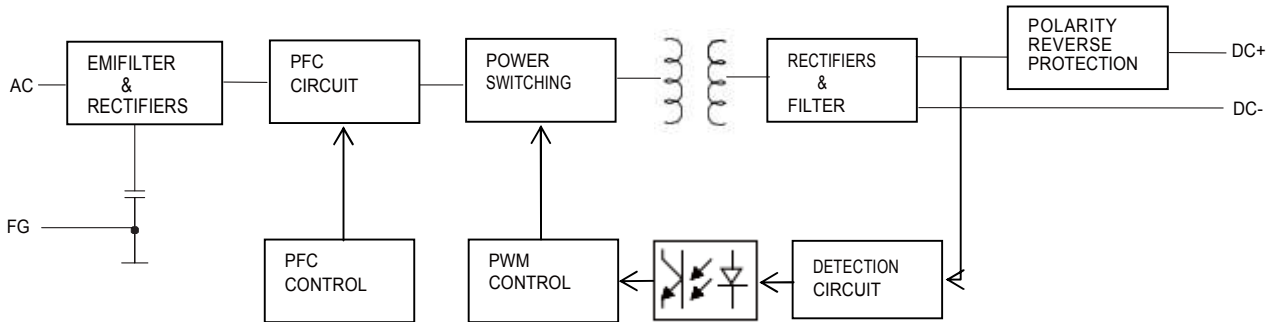 AC
EMIFILTER
&
RECTIFIERS
PFC
CIRCUIT
POWER
SWITCHING
RECTIFIERS
&
FILTER
POLARITY
REVERSE
PROTECTION
DC+
DC-
FG
PFC
CONTROL
PWM
CONTROL
DETECTION
CIRCUIT